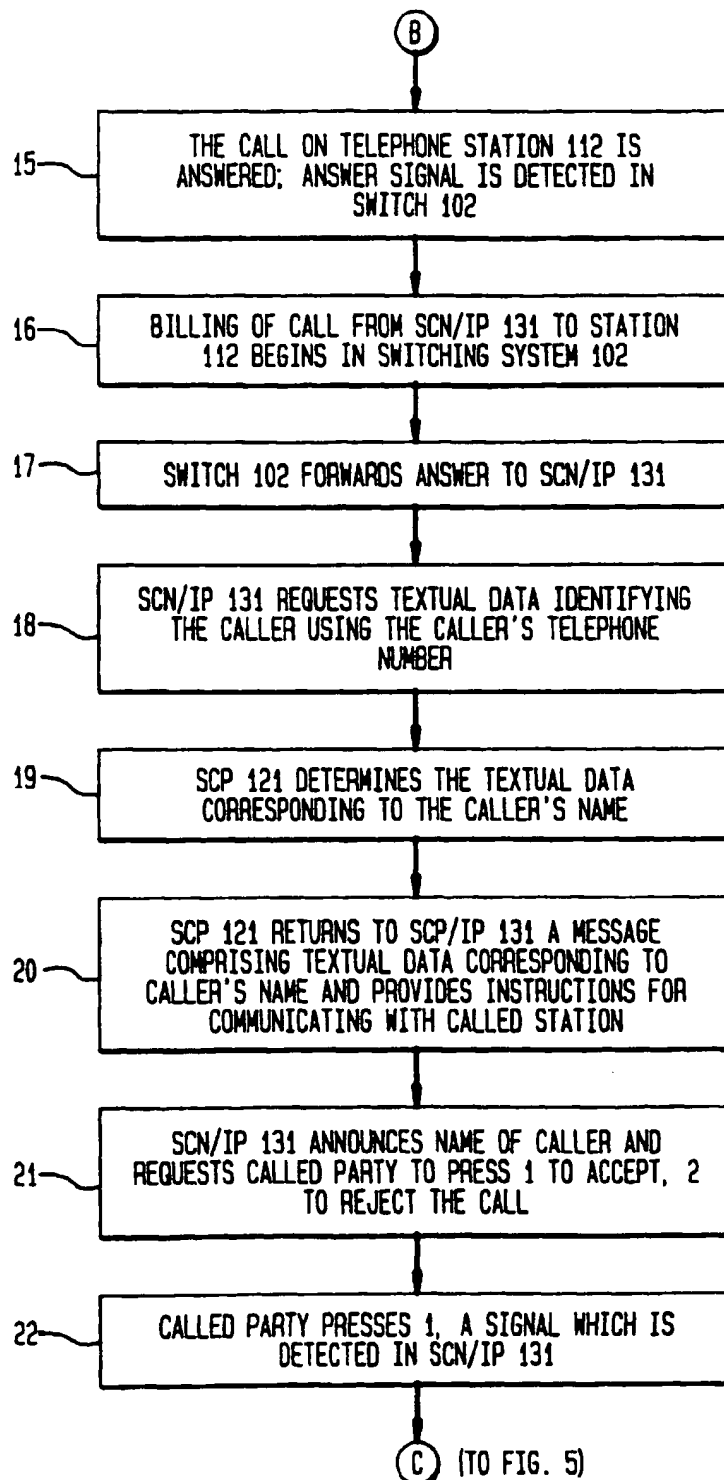 B
15
THE CALL ON TELEPHONE STATION 112 IS
ANSWERED; ANSWER SIGNAL IS DETECTED IN
SWITCH 102
16
BILLING OF CALL FROM SCN/IP 131 TO STATION
112 BEGINS IN SWITCHING SYSTEM 102
17
SWITCH 102 FORWARDS ANSWER TO SCN/IP 131
18
SCN/IP 131 REQUESTS TEXTUAL DATA IDENTIFYING
THE CALLER USING THE CALLER'S TELEPHONE
NUMBER
19
SCP 121 DETERMINES THE TEXTUAL DATA
CORRESPONDING TO THE CALLER'S NAME
20
SCP 121 RETURNS TO SCP/IP 131 A MESSAGE
COMPRISING TEXTUAL DATA CORRESPONDING TO
CALLER'S NAME AND PROVIDES INSTRUCTIONS FOR
COMMUNICATING WITH CALLED STATION
21
SCN/IP 131 ANNOUNCES NAME OF CALLER AND
REQUESTS CALLED PARTY TO PRESS 1 TO ACCEPT, 2
TO REJECT THE CALL
22
CALLED PARTY PRESSES 1, A SIGNAL WHICH IS
DETECTED IN SCN/IP 131
C (TO FIG. 5)